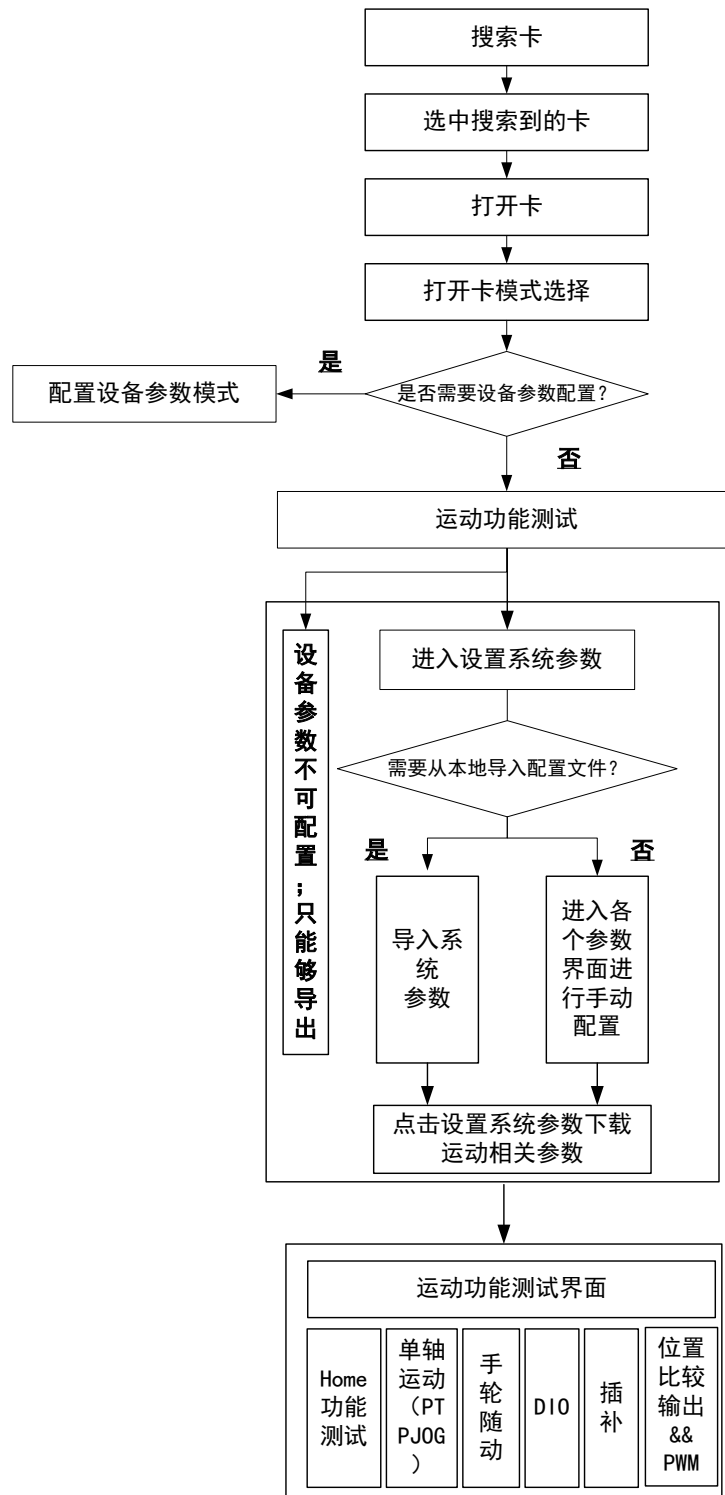 搜索卡
选中搜索到的卡
打开卡
打开卡模式选择
是
配置设备参数模式
是否需要设备参数配置?
否
运动功能测试
设
备
参
数
不
可
配
置
；
只
能
够
导
出
进入设置系统参数
需要从本地导入配置文件?
是
否
导入系
统
参数
进入各
个参数
界面进
行手动
配置
点击设置系统参数下载
运动相关参数
运动功能测试界面
Home
功能
测试
单轴
运动
（PT
PJOG
）
手
轮
随
动
DIO
插
补
位置
比较
输出
&&
PWM